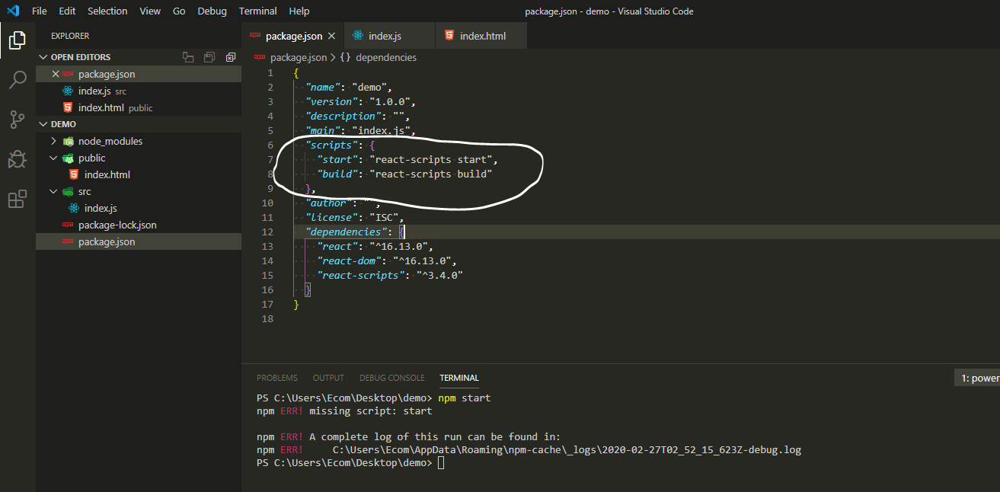 File Edit Selection View Go Debug Terminal Help package.json - demo - Visual Studio Code
EXPLORER
OPEN EDITORS
package.json
index.js src
index.html public
DEMO
node_modules
public
index.html
src
index.js
package-lock.json
package.json
package.json index.js index.html
package.json > {} dependencies
1 {
2 "name": "demo",
3 "version": "1.0.0",
4 "description": "",
5 "main": "index.js",
6 "scripts": {
7 "start": "react-scripts start",
8 "build": "react-scripts build"
9 },
10 "author": "",
11 "license": "ISC",
12 "dependencies": {
13 "react": "^16.13.0",
14 "react-dom": "^16.13.0",
15 "react-scripts": "^3.4.0"
16 }
17 }
18
PROBLEMS OUTPUT DEBUG CONSOLE TERMINAL 1: power
PS C:\Users\Ecom\Desktop\demo> npm start
npm ERR! missing script: start
npm ERR! A complete log of this run can be found in:
npm ERR! C:\Users\Ecom\AppData\Roaming\npm-cache\_logs\2020-02-27T02_52_15_623Z-debug.log
PS C:\Users\Ecom\Desktop\demo>